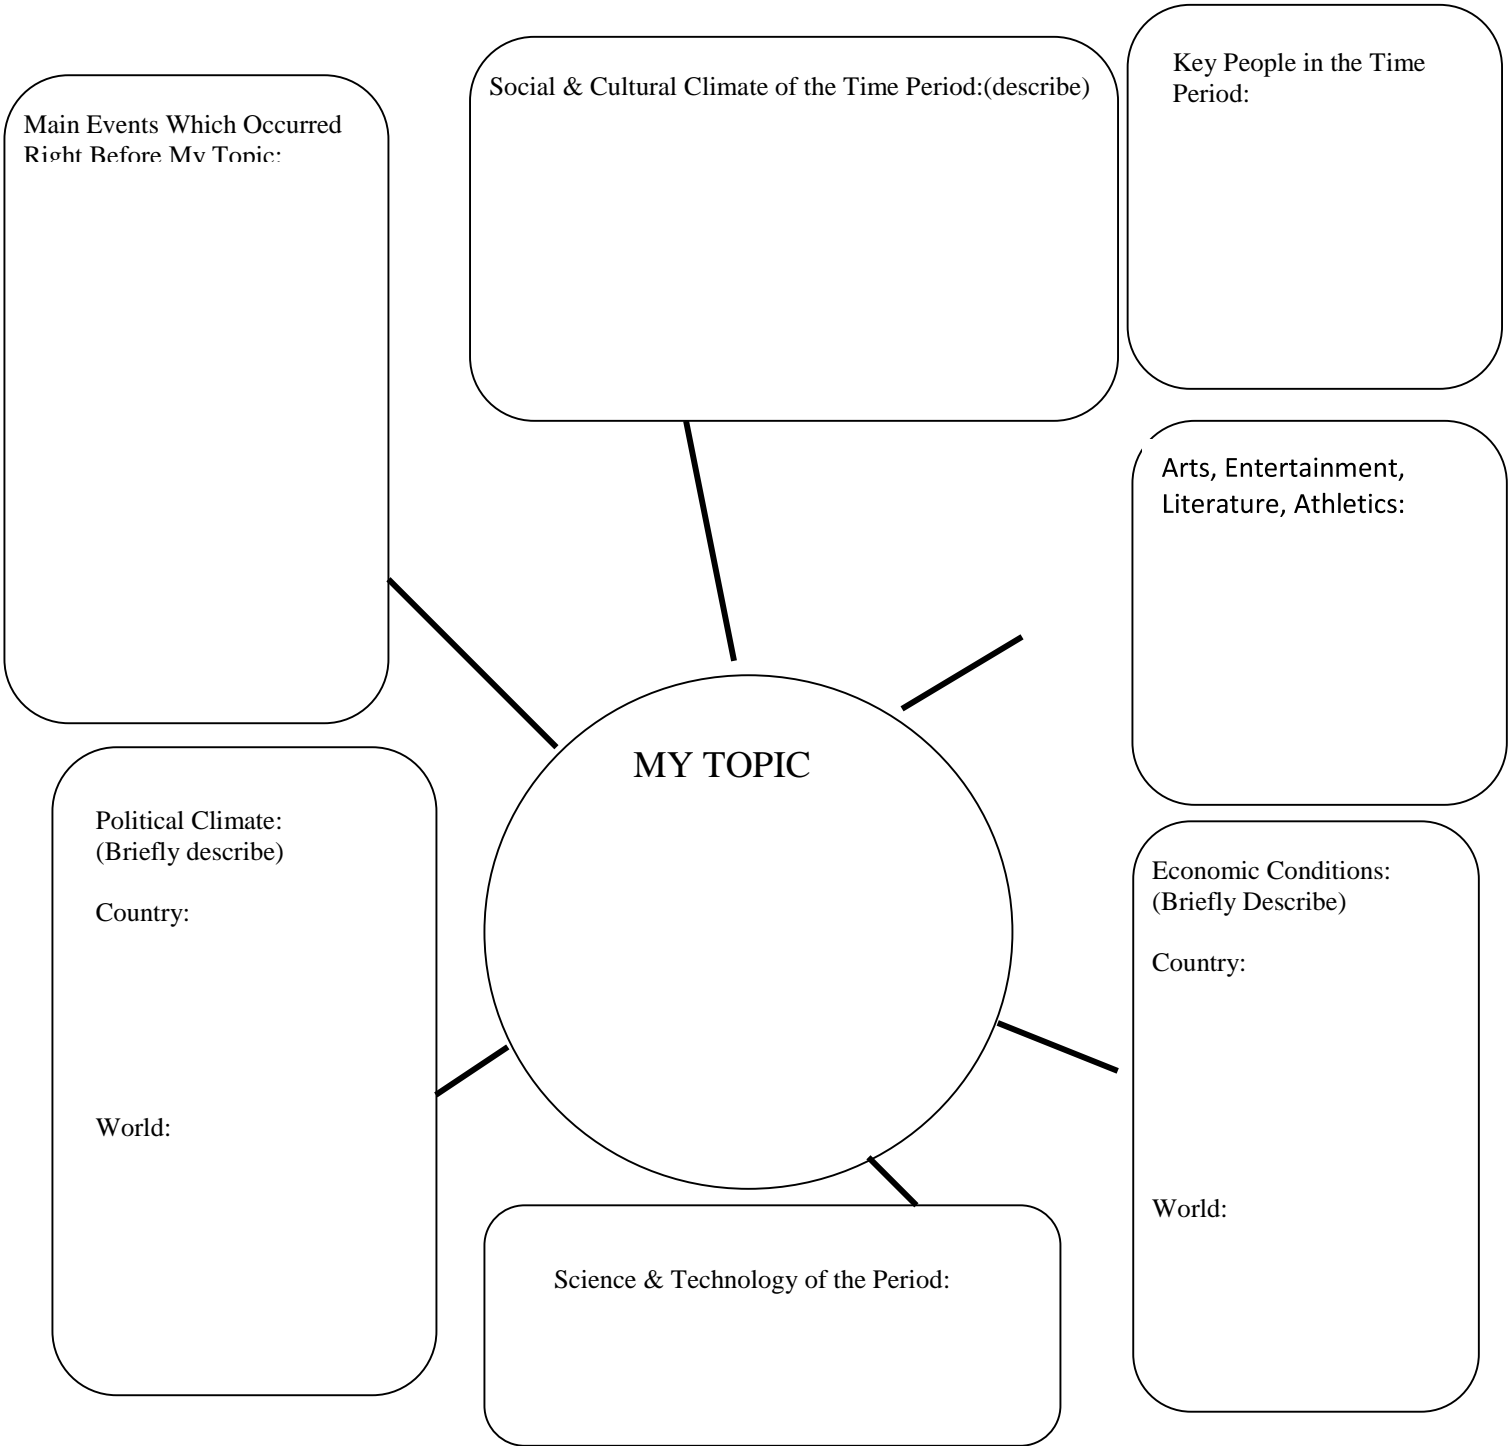 Main Events Which Occurred
Right Before My Topic:
Social & Cultural Climate of the Time Period:(describe)
Key People in the Time
Period:
Arts, Entertainment,
Literature, Athletics:
MY TOPIC
Political Climate:
(Briefly describe)
Country:
World:
Economic Conditions:
(Briefly Describe)
Country:
World:
Science & Technology of the Period: